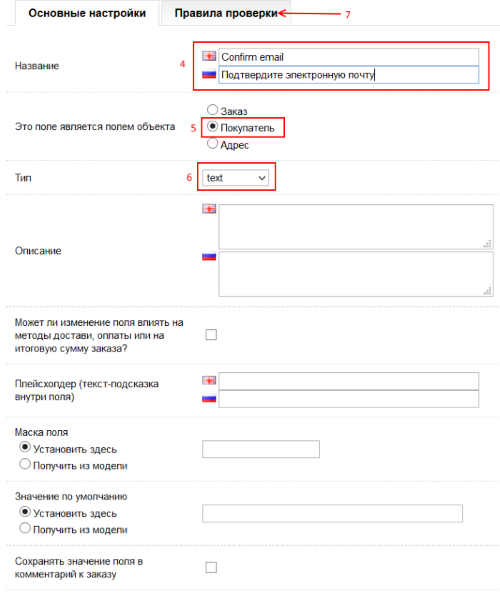 Основные настройки Правила проверки 7
Название
4
Confirm email
Подтвердите электронную почту
Это поле является полем объекта
5
Заказ
Покупатель
Адрес
Тип 6 text
Описание
Может ли изменение поля впиять на
методы достави, оплаты или на
итоговую сумму заказа?
Плейсхолдер (текст-подсказка
внутри поля)
Маска поля
Установить здесь
Получить из модели
Значение по умолчанию
Установить здесь
Получить из модели
Сохранять значение поля в
комментарий к заказу